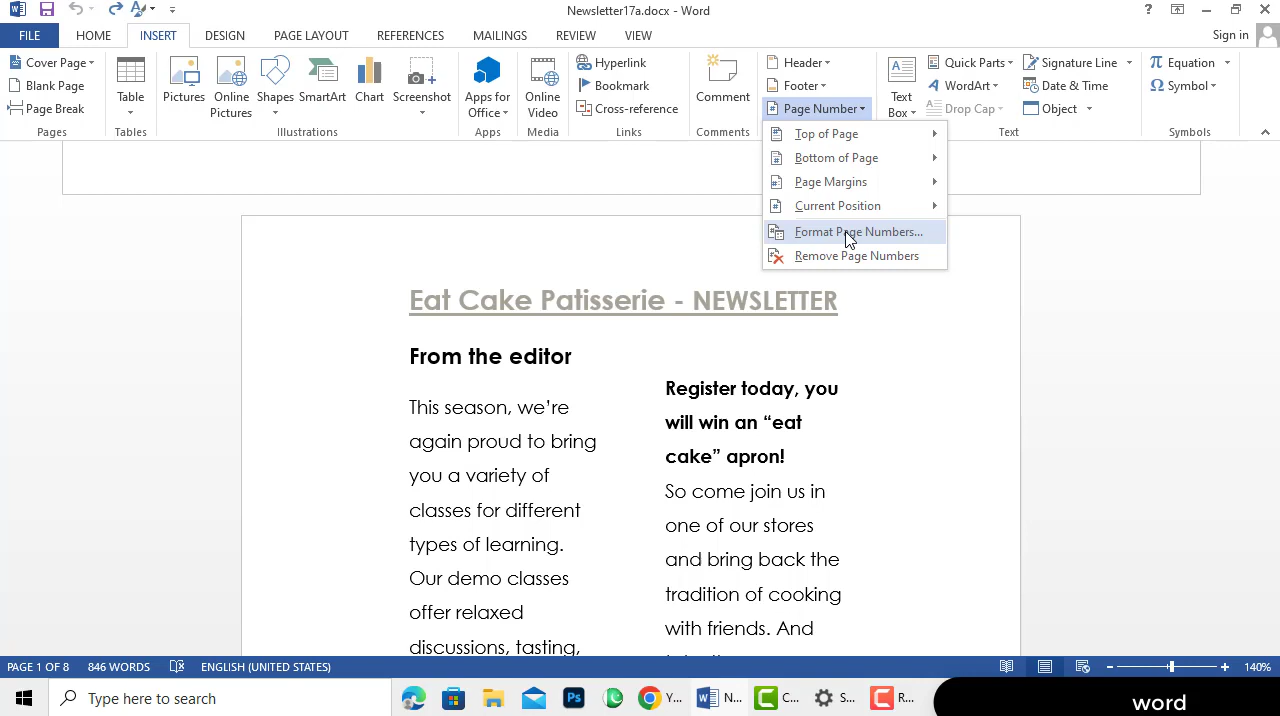 Newsletter17a.docx - Word
FILE HOME INSERT DESIGN PAGE LAYOUT REFERENCES MAILINGS REVIEW VIEW Sign in
Cover Page
Blank Page
Page Break
Pages
Table
Tables
Pictures
Online Pictures
Shapes
SmartArt
Chart
Screenshot
Illustrations
Apps for Office
Apps
Online Video
Media
Hyperlink
Bookmark
Cross-reference
Links
Comment
Comments
Header
Footer
Page Number
Text Box
Quick Parts
WordArt
Drop Cap
Signature Line
Date & Time
Object
Text
Equation
Symbol
Symbols
Top of Page
Bottom of Page
Page Margins
Current Position
Format Page Numbers...
Remove Page Numbers
Eat Cake Patisserie - NEWSLETTER
From the editor
This season, we’re
again proud to bring
you a variety of
classes for different
types of learning.
Our demo classes
offer relaxed
discussions, tasting,
Register today, you
will win an “eat
cake” apron!
So come join us in
one of our stores
and bring back the
tradition of cooking
with friends. And
PAGE 1 OF 8 846 WORDS ENGLISH (UNITED STATES) 140%
Type here to search
Ps
Y...
N...
C...
S...
R...
word